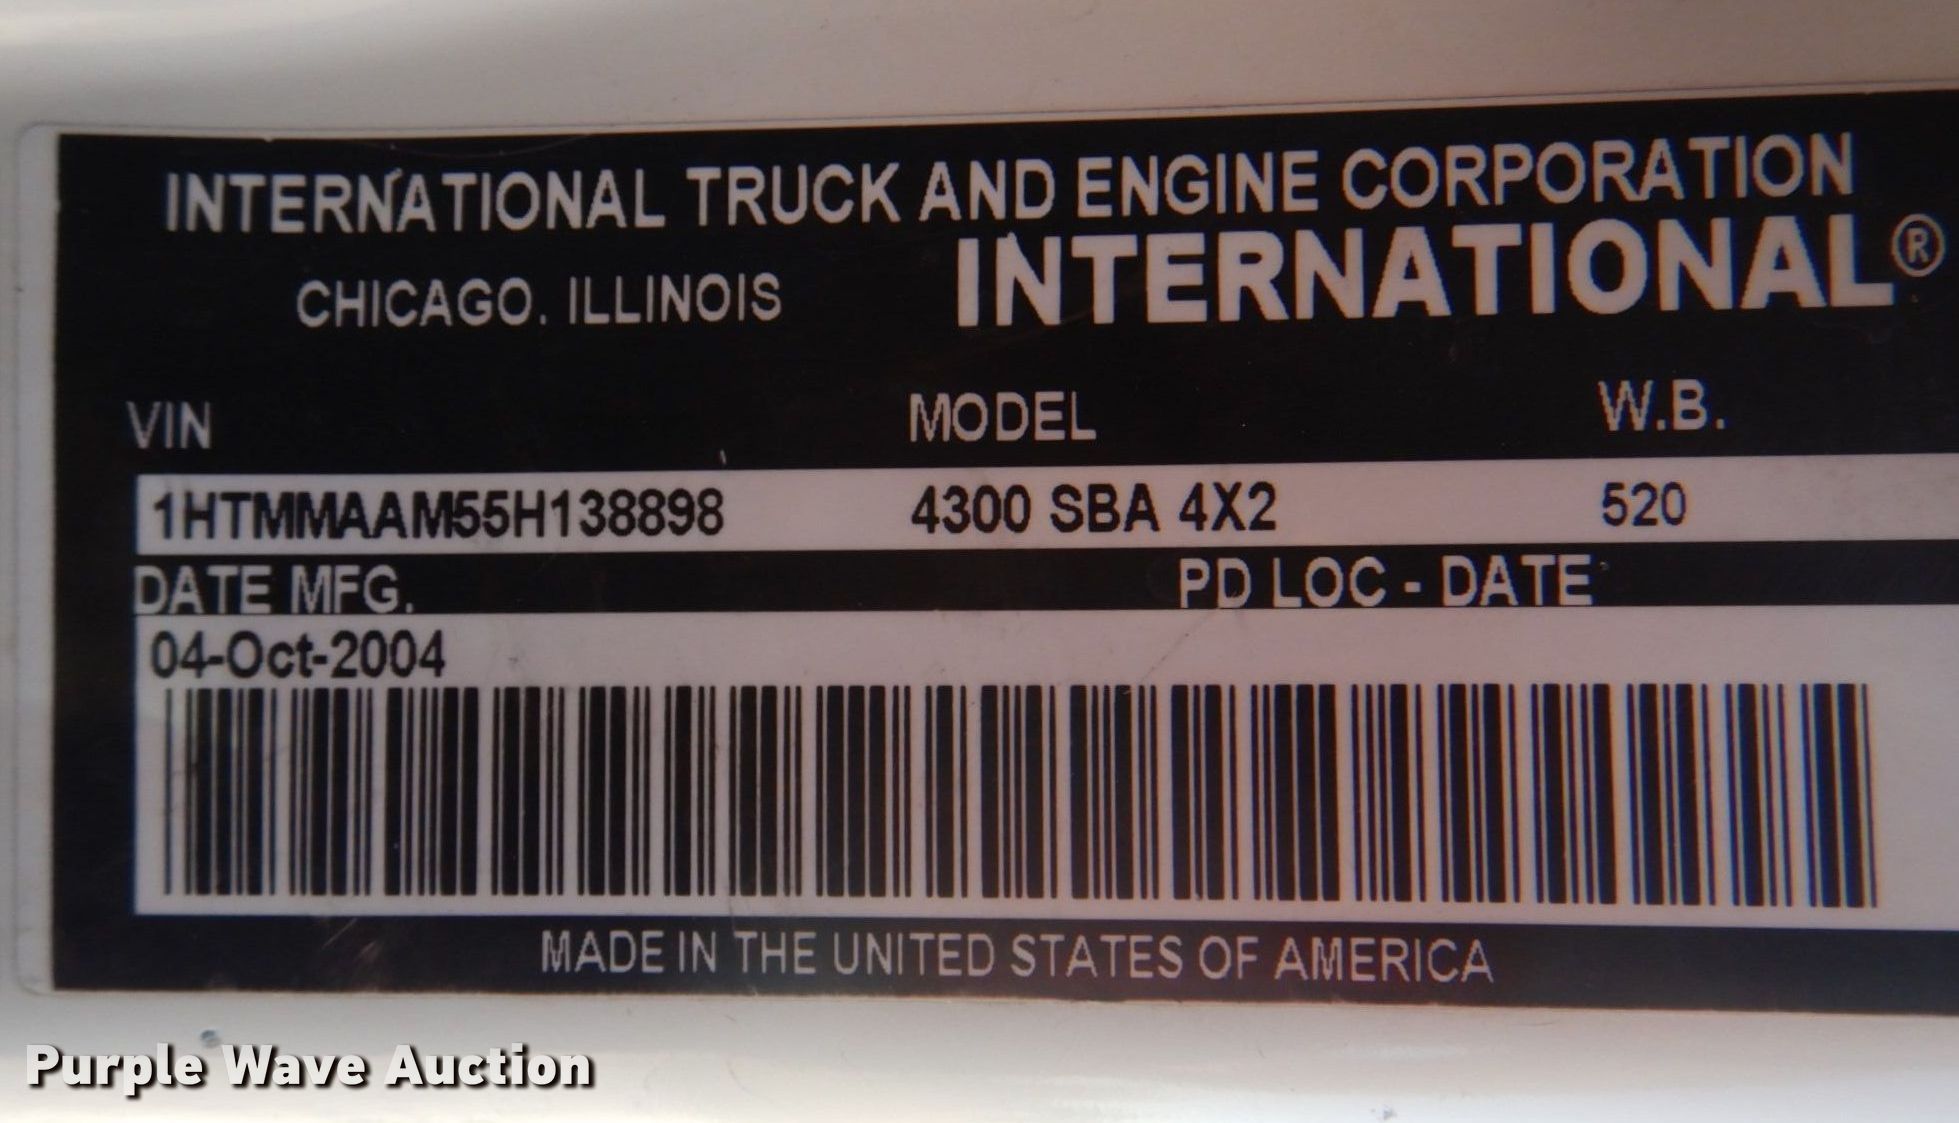 INTERNATIONAL TRUCK AND ENGINE CORPORATION
CHICAGO, ILLINOIS INTERNATIONAL®
VIN MODEL W.B.
1HTMMAAM55H138898 4300 SBA 4X2 520
DATE MFG. PD LOC - DATE
04-Oct-2004
MADE IN THE UNITED STATES OF AMERICA
Purple Wave Auction